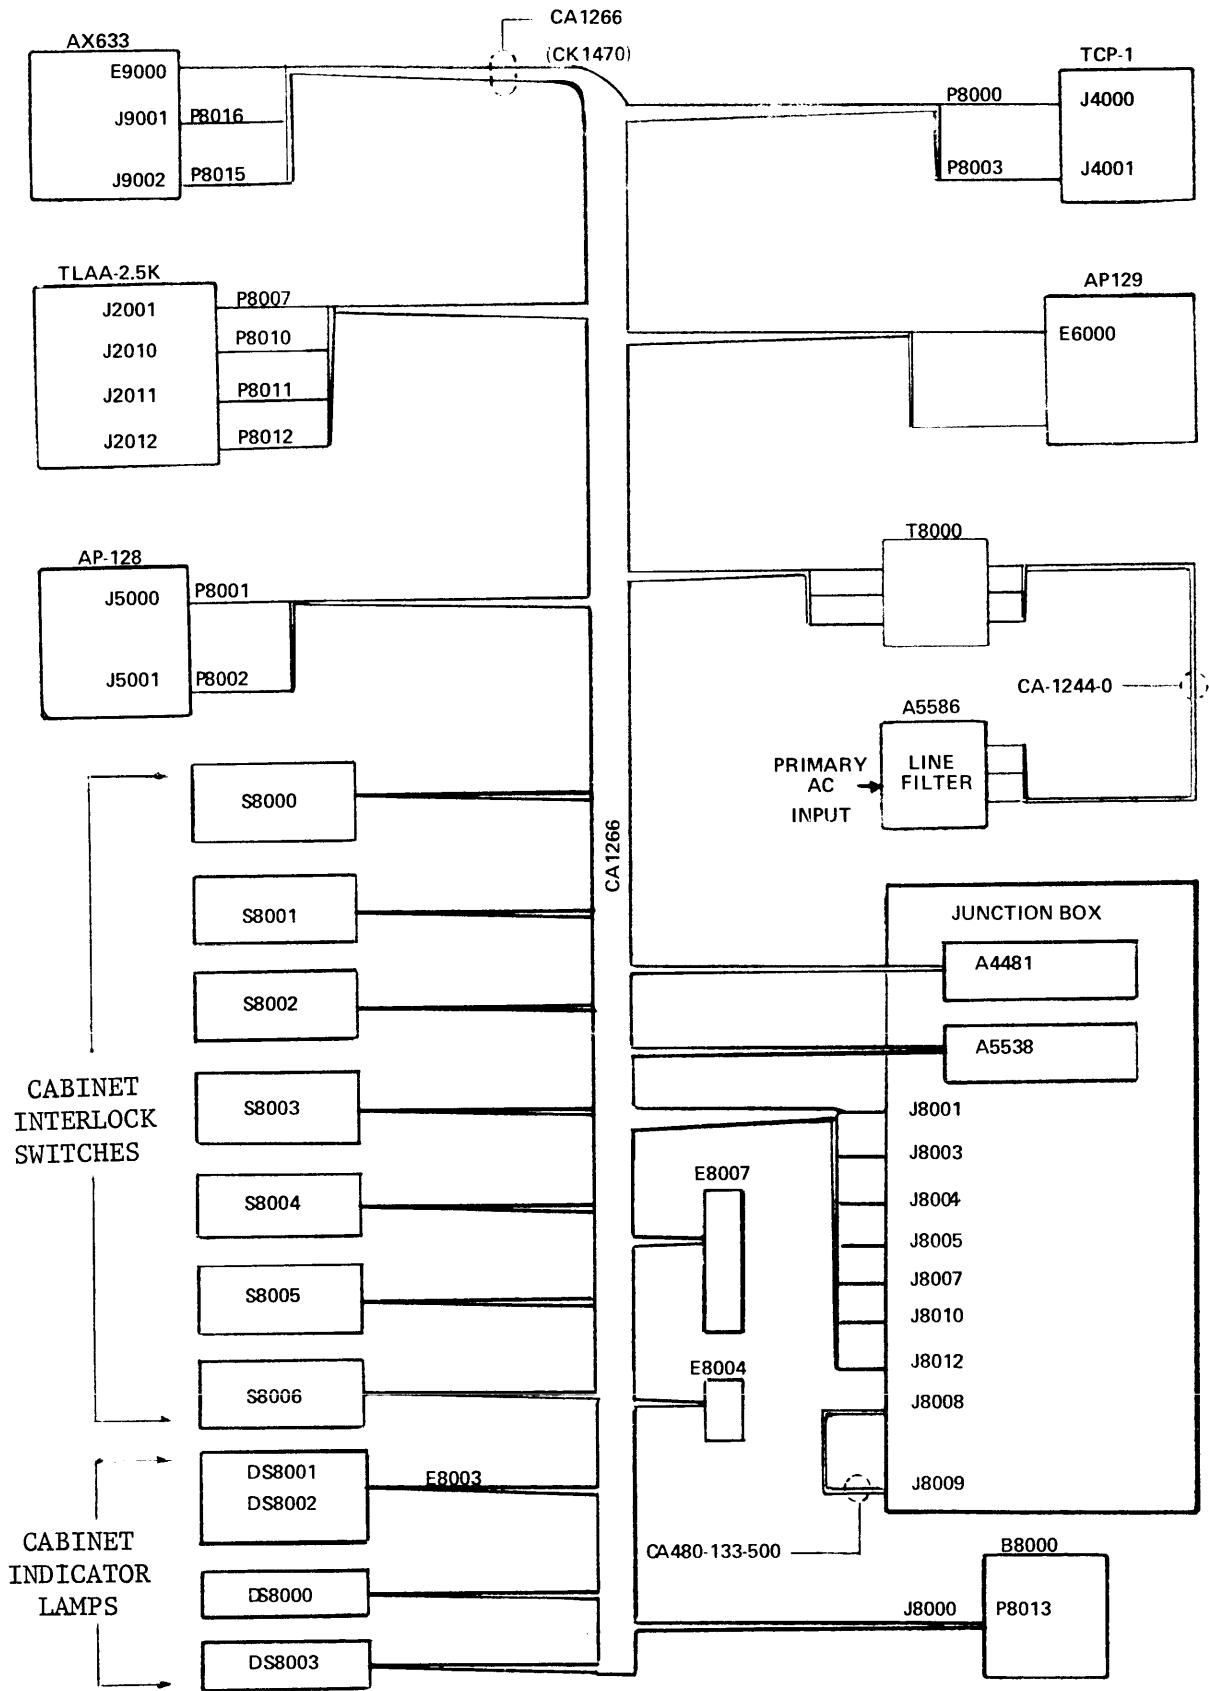 CA1266
(CK1470)
AX633
E9000
J9001 P8016
J9002 P8015
TCP-1
P8000 J4000
P8003 J4001
TLAA-2.5K
J2001 P8007
J2010 P8010
J2011 P8011
J2012 P8012
AP129
E6000
AP-128
J5000 P8001
J5001 P8002
T8000
CA-1244-0
A5586
LINE
FILTER
PRIMARY
AC
INPUT
CA1266
CABINET
INTERLOCK
SWITCHES
S8000
S8001
S8002
S8003
S8004
S8005
S8006
CABINET
INDICATOR
LAMPS
DS8001
DS8002
E8003
DS8000
DS8003
JUNCTION BOX
A4481
A5538
J8001
J8003
J8004
J8005
J8007
J8010
J8012
J8008
J8009
E8007
E8004
CA480-133-500
B8000
J8000 P8013